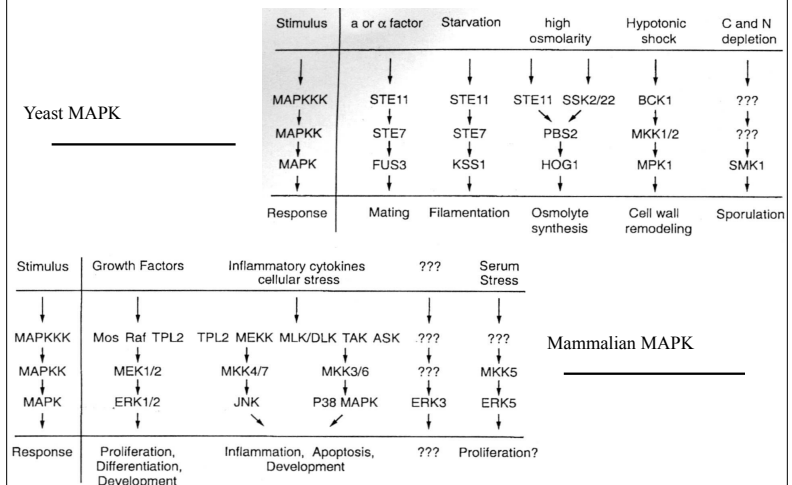 Stimulus a or α factor Starvation high osmolarity Hypotonic shock C and N depletion
MAPKKK STE11 STE11 STE11 SSK2/22 BCK1 ???
Yeast MAPK
MAPKK STE7 STE7 PBS2 MKK1/2 ???
MAPK FUS3 KSS1 HOG1 MPK1 SMK1
Response Mating Filamentation Osmolyte synthesis Cell wall remodeling Sporulation
Stimulus Growth Factors Inflammatory cytokines cellular stress ??? Serum Stress
MAPKKK Mos Raf TPL2 TPL2 MEKK MLK/DLK TAK ASK ??? ???
Mammalian MAPK
MAPKK MEK1/2 MKK4/7 MKK3/6 ??? MKK5
MAPK ERK1/2 JNK P38 MAPK ERK3 ERK5
Response Proliferation, Differentiation, Development Inflammation, Apoptosis, Development ??? Proliferation?